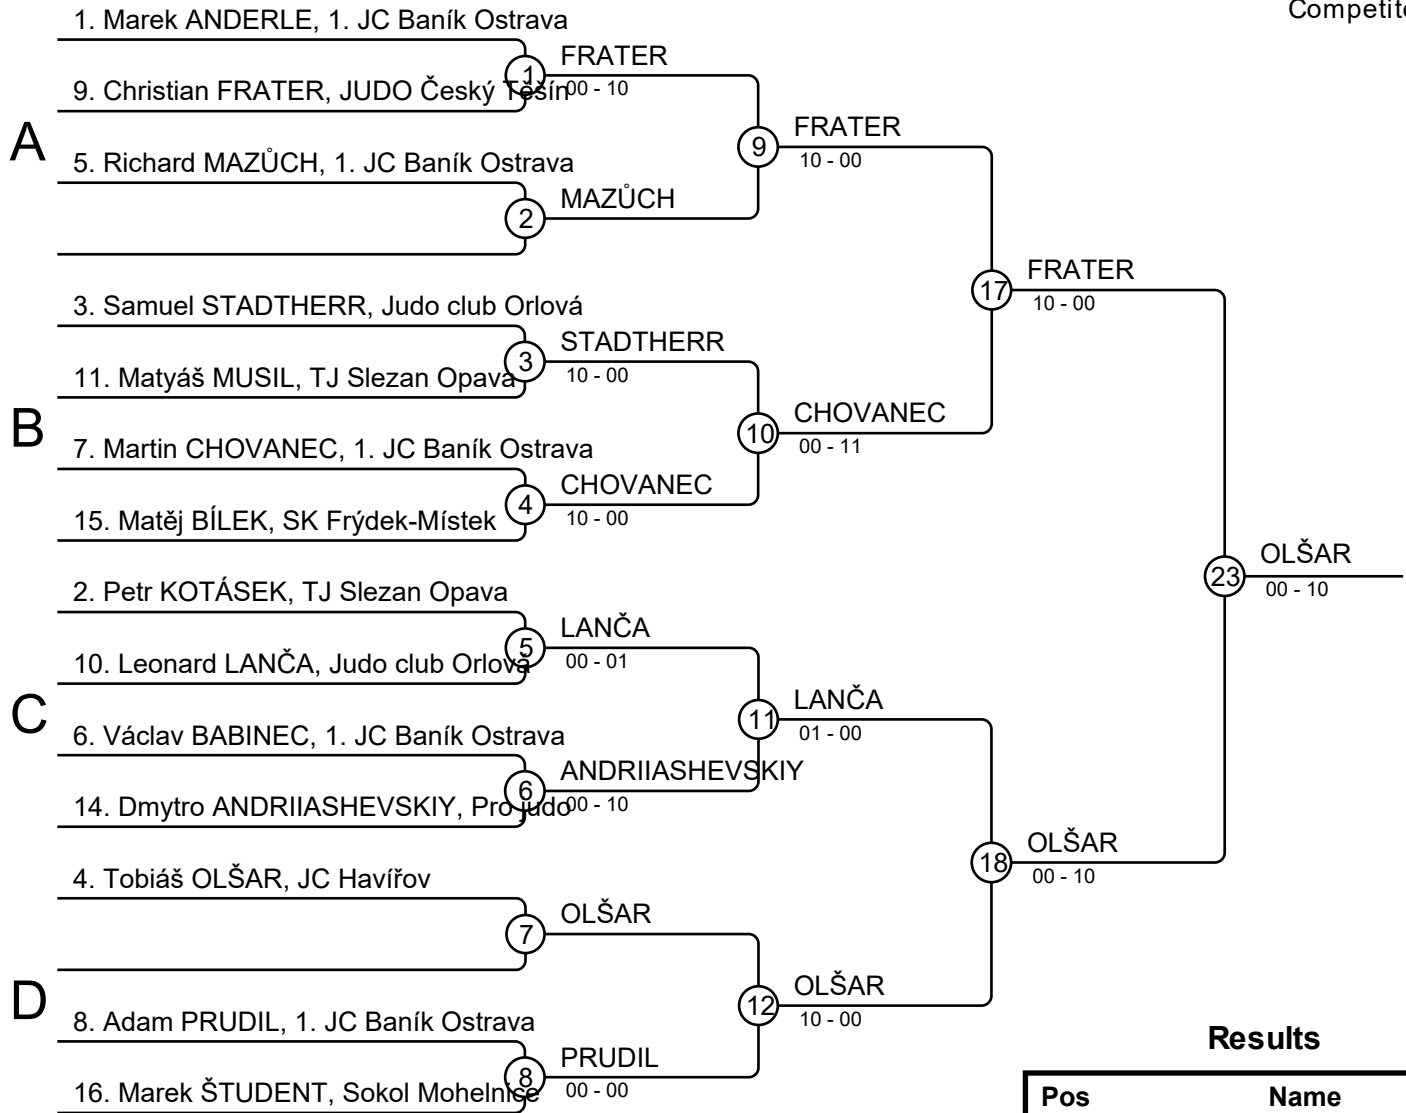 1. Marek ANDERLE, 1. JC Baník Ostrava
Competito
1
FRATER
00 - 10
9. Christian FRATER, JUDO Český Těšín
A
9
FRATER
10 - 00
5. Richard MAZŮCH, 1. JC Baník Ostrava
2
MAZŮCH
17
FRATER
10 - 00
3. Samuel STADTHERR, Judo club Orlová
3
STADTHERR
10 - 00
11. Matyáš MUSIL, TJ Slezan Opava
B
10
CHOVANEC
00 - 11
7. Martin CHOVANEC, 1. JC Baník Ostrava
4
CHOVANEC
10 - 00
15. Matěj BÍLEK, SK Frýdek-Místek
23
OLŠAR
00 - 10
2. Petr KOTÁSEK, TJ Slezan Opava
5
LANČA
00 - 01
10. Leonard LANČA, Judo club Orlová
C
11
LANČA
01 - 00
6. Václav BABINEC, 1. JC Baník Ostrava
6
ANDRIIASHEVSKIY
00 - 10
14. Dmytro ANDRIIASHEVSKIY, Pro judo
18
OLŠAR
00 - 10
4. Tobiáš OLŠAR, JC Havířov
7
OLŠAR
D
12
OLŠAR
10 - 00
8. Adam PRUDIL, 1. JC Baník Ostrava
8
PRUDIL
00 - 00
16. Marek ŠTUDENT, Sokol Mohelnice
Results
Pos Name